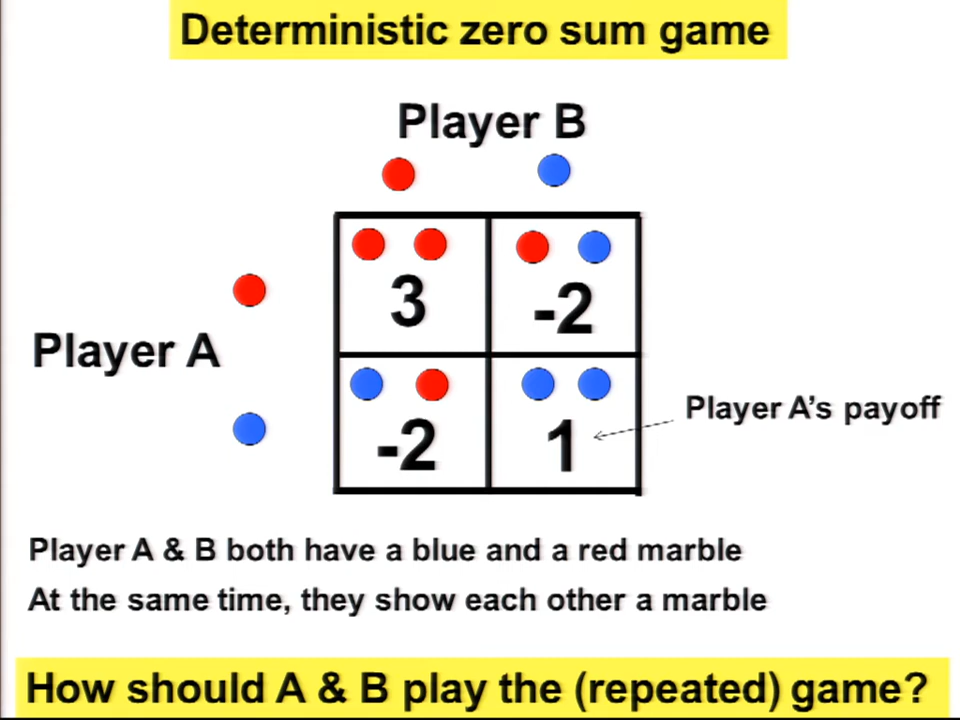 Deterministic zero sum game
Player B
3
-2
Player A
-2
1
Player A's payoff
Player A & B both have a blue and a red marble
At the same time, they show each other a marble
How should A & B play the (repeated) game?